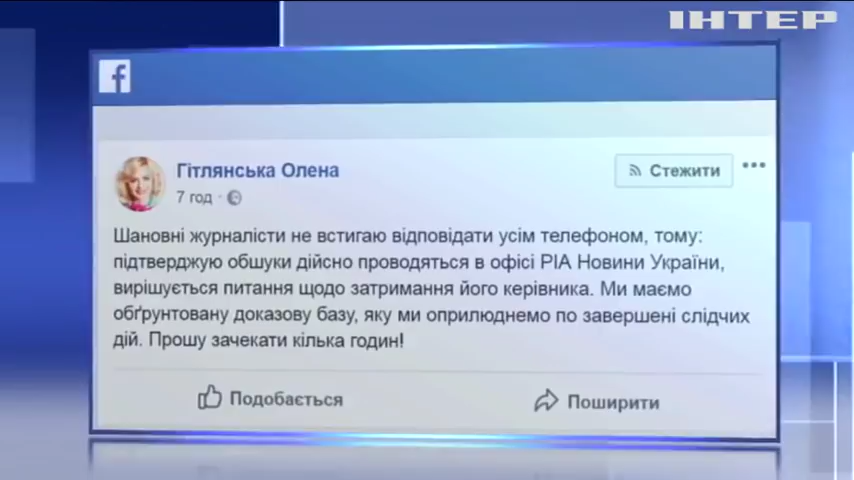 ІНТЕР
f
Гітлянська Олена
Стежити
7 год
Шановні журналісти не встигаю відповідати усім телефоном, тому:
підтверджую обшуки дійсно проводяться в офісі РІА Новини України,
вирішується питання щодо затримання його керівника. Ми маємо
обґрунтовану доказову базу, яку ми оприлюднемо по завершені слідчих
дій. Прошу зачекати кілька годин!
Подобається
Поширити